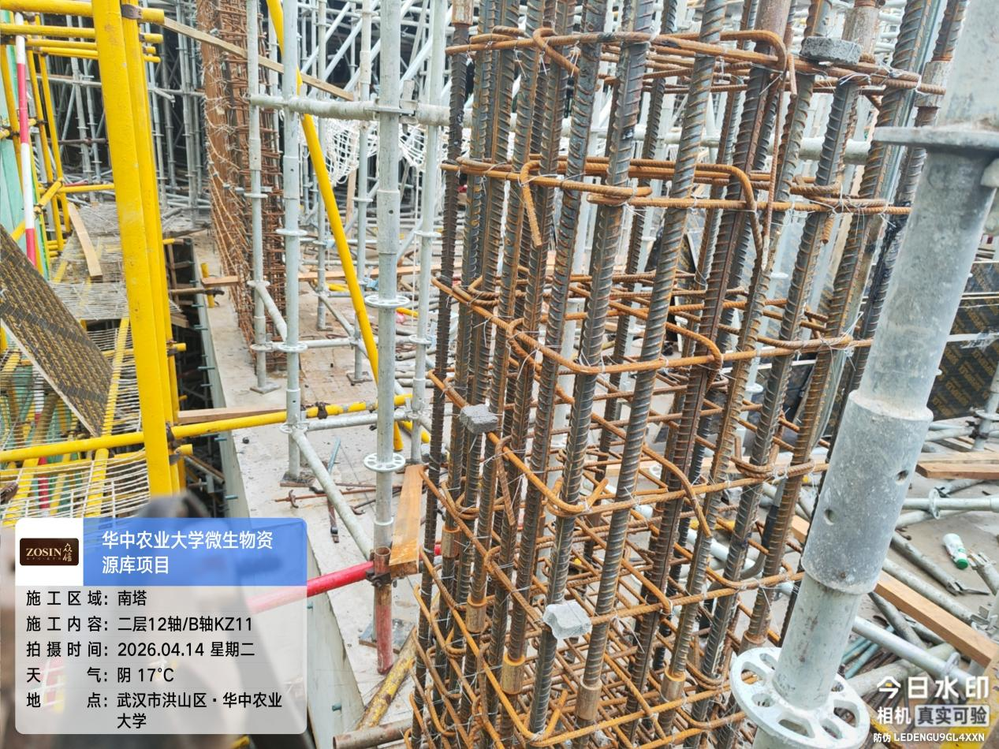 ZOSIN 众信
华中农业大学微生物资
源库项目
施工区域：南塔
施工内容：二层12轴/B轴KZ11
拍摄时间：2026.04.14 星期二
天气：阴 17°C
地点：武汉市洪山区·华中农业
大学
今日水印
相机 真实可验
防伪 LEDENGU9GL4XXN